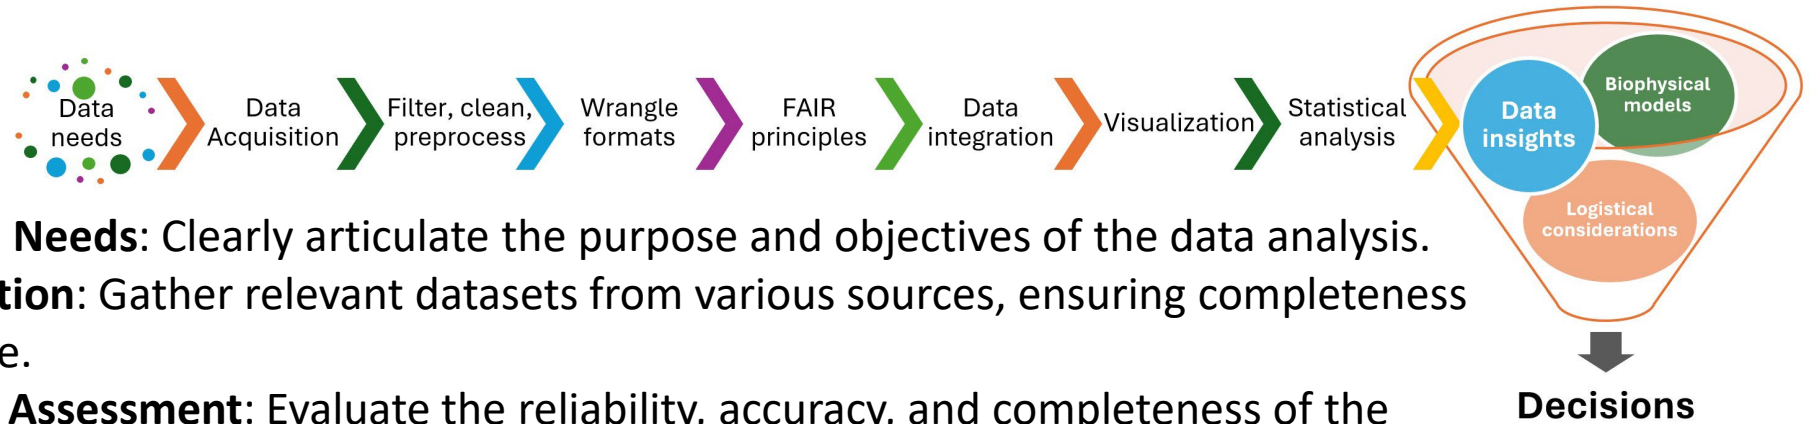 Data
needs
Data
Acquisition
Filter, clean,
preprocess
Wrangle
formats
FAIR
principles
Data
integration
Visualization
Statistical
analysis
Data
insights
Biophysical
models
Logistical
considerations
Decisions
Needs: Clearly articulate the purpose and objectives of the data analysis.
tion: Gather relevant datasets from various sources, ensuring completeness
e.
Assessment: Evaluate the reliability, accuracy, and completeness of the